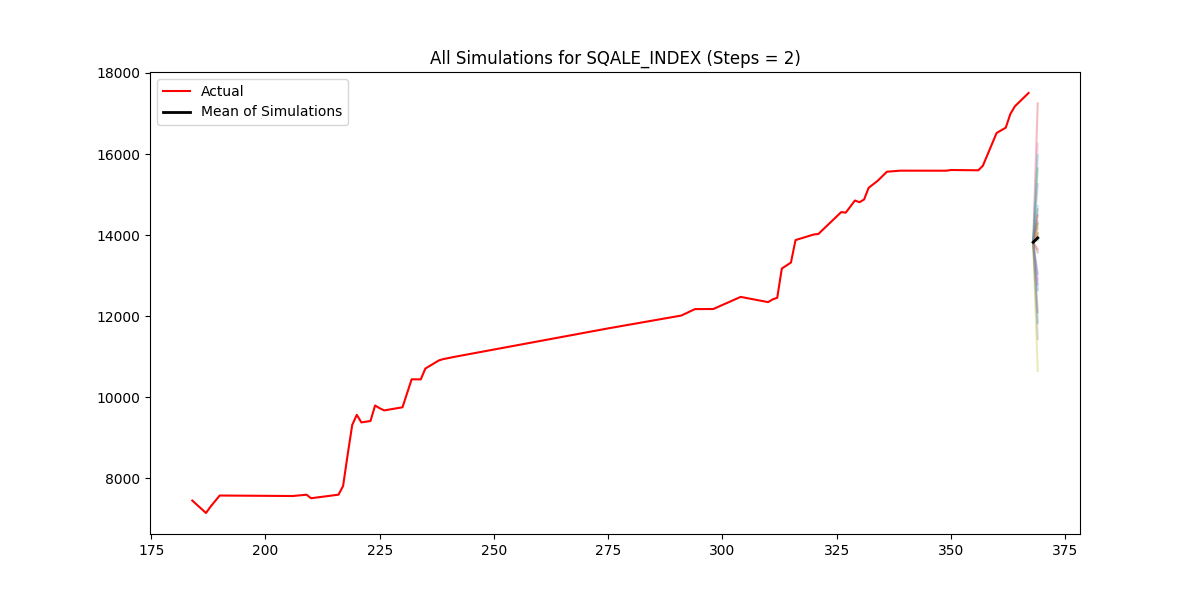 All Simulations for SQALE_INDEX (Steps = 2)
Actual
Mean of Simulations
18000
16000
14000
12000
10000
8000
175 200 225 250 275 300 325 350 375